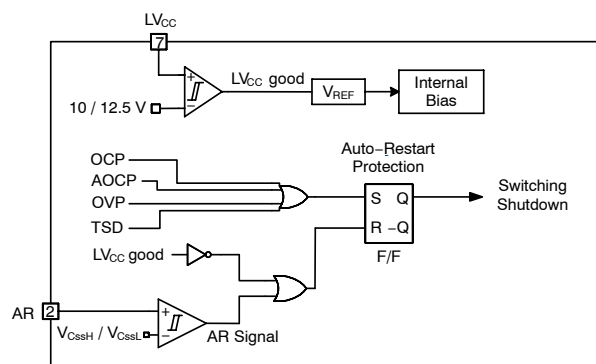 LVCC
7
LVCC good
VREF
Internal
Bias
10 / 12.5 V
OCP
AOCP
OVP
TSD
Auto−Restart
Protection
S Q
R −Q
F/F
Switching
Shutdown
LVCC good
AR 2
VCssH / VCssL
AR Signal
+
−
+
−